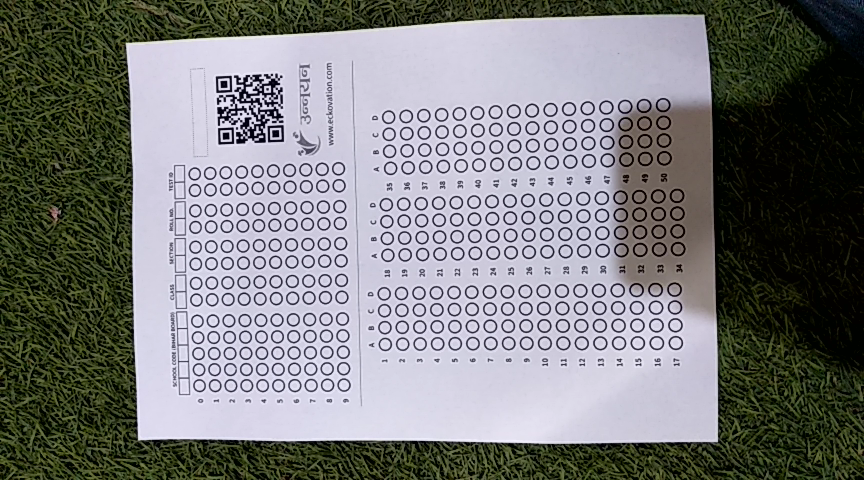 SCHOOL CODE (BIHAR BOARD) CLASS SECTION ROLL NO. TEST ID
0
1
2
3
4
5
6
7
8
9
उन्नयन
www.eckovation.com
A B C D A B C D A B C D
1 18 35
2 19 36
3 20 37
4 21 38
5 22 39
6 23 40
7 24 41
8 25 42
9 26 43
10 27 44
11 28 45
12 29 46
13 30 47
14 31 48
15 32 49
16 33 50
17 34